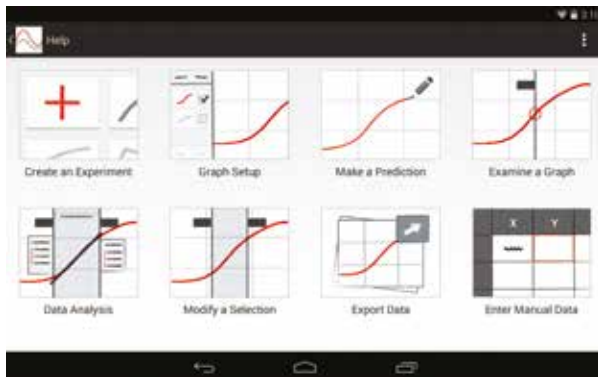 Help
Create an Experiment
Graph Setup
Make a Prediction
Examine a Graph
X Y
Data Analysis
Modify a Selection
Export Data
Enter Manual Data